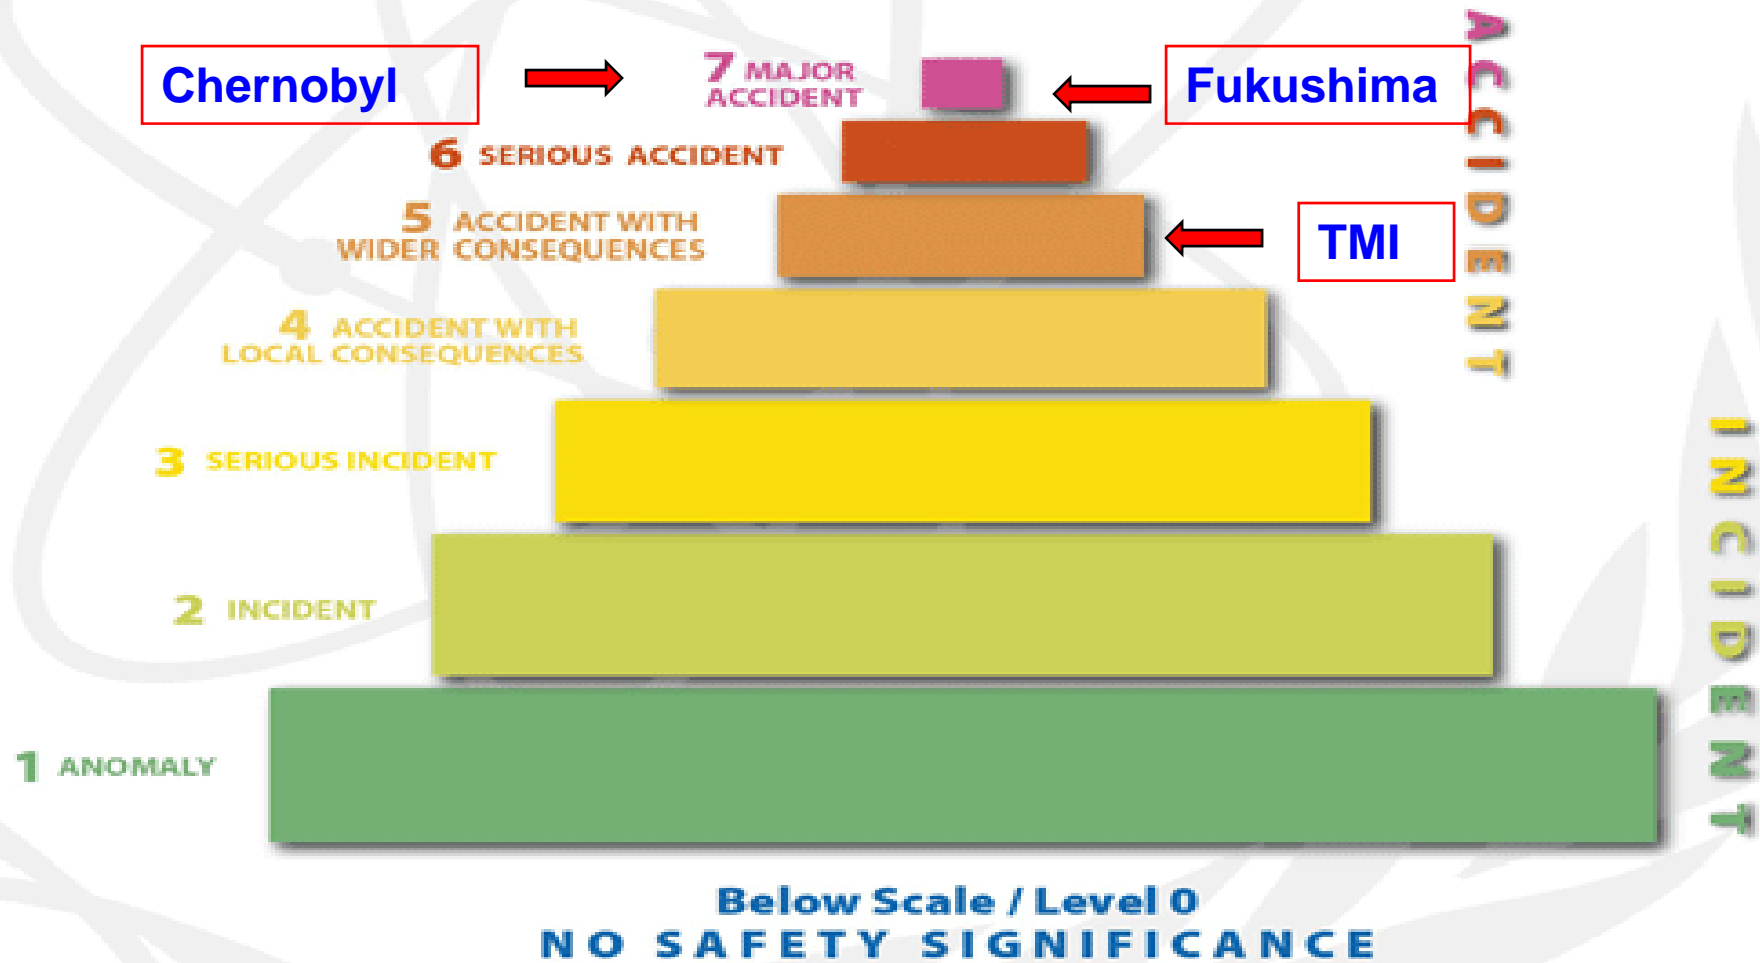 Chernobyl
7 MAJOR
ACCIDENT
Fukushima
6 SERIOUS ACCIDENT
5 ACCIDENT WITH
WIDER CONSEQUENCES
TMI
4 ACCIDENT WITH
LOCAL CONSEQUENCES
3 SERIOUS INCIDENT
2 INCIDENT
1 ANOMALY
ACCIDENT
INCIDENT
Below Scale / Level 0
NO SAFETY SIGNIFICANCE